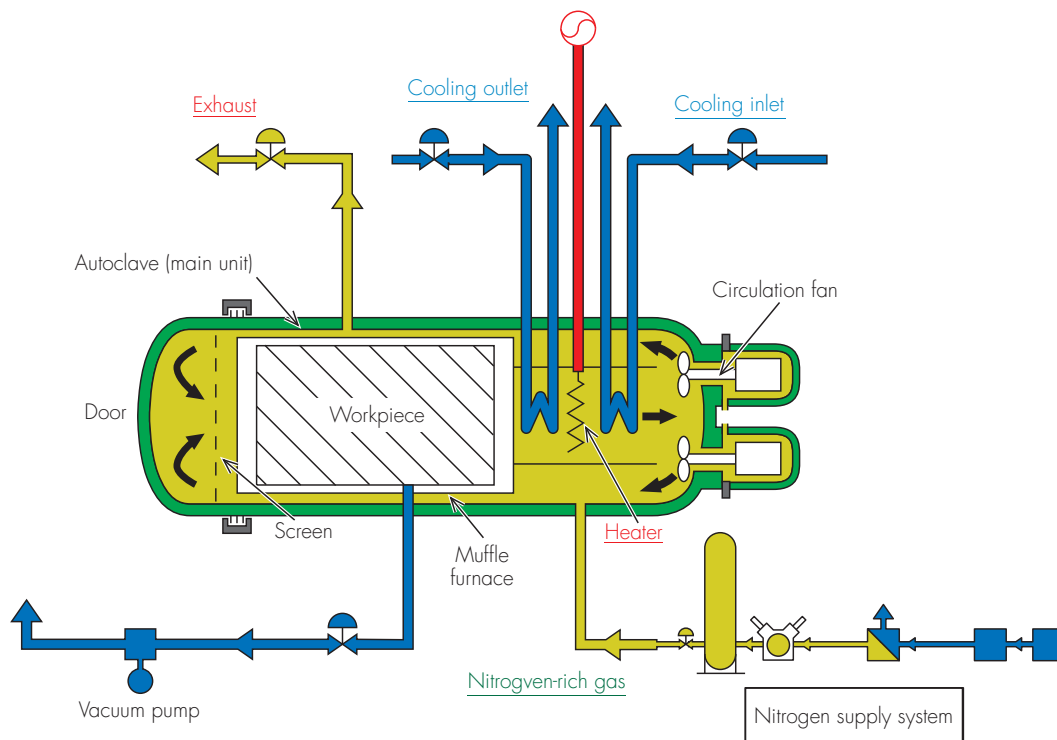 Cooling outlet
Cooling inlet
Exhaust
Autoclave (main unit)
Circulation fan
Door
Workpiece
Screen
Muffle
furnace
Heater
Nitrogven-rich gas
Vacuum pump
Nitrogen supply system